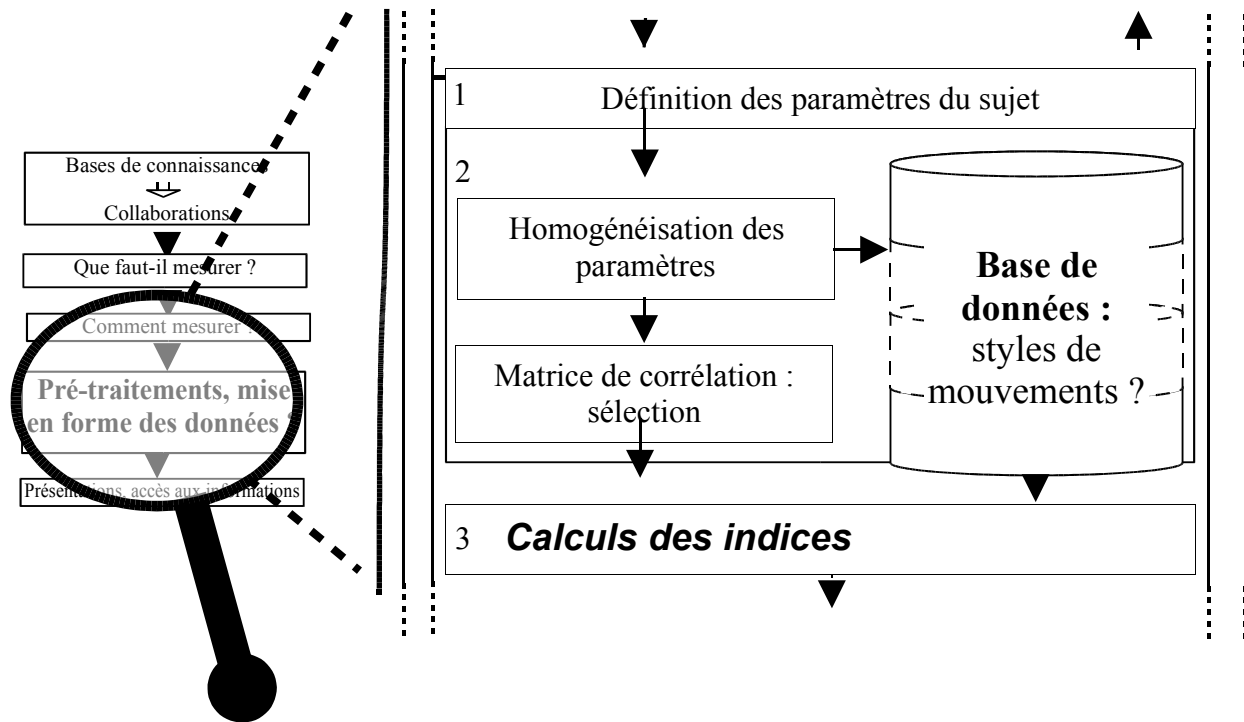 Bases de connaissances
Collaborations
Que faut-il mesurer ?
Comment mesurer ?
Pré-traitements, mise
en forme des données ?
Présentations, accès aux informations
1
Définition des paramètres du sujet
2
Homogénéisation des
paramètres
Matrice de corrélation :
sélection
Base de
données :
styles de
mouvements ?
3 Calculs des indices